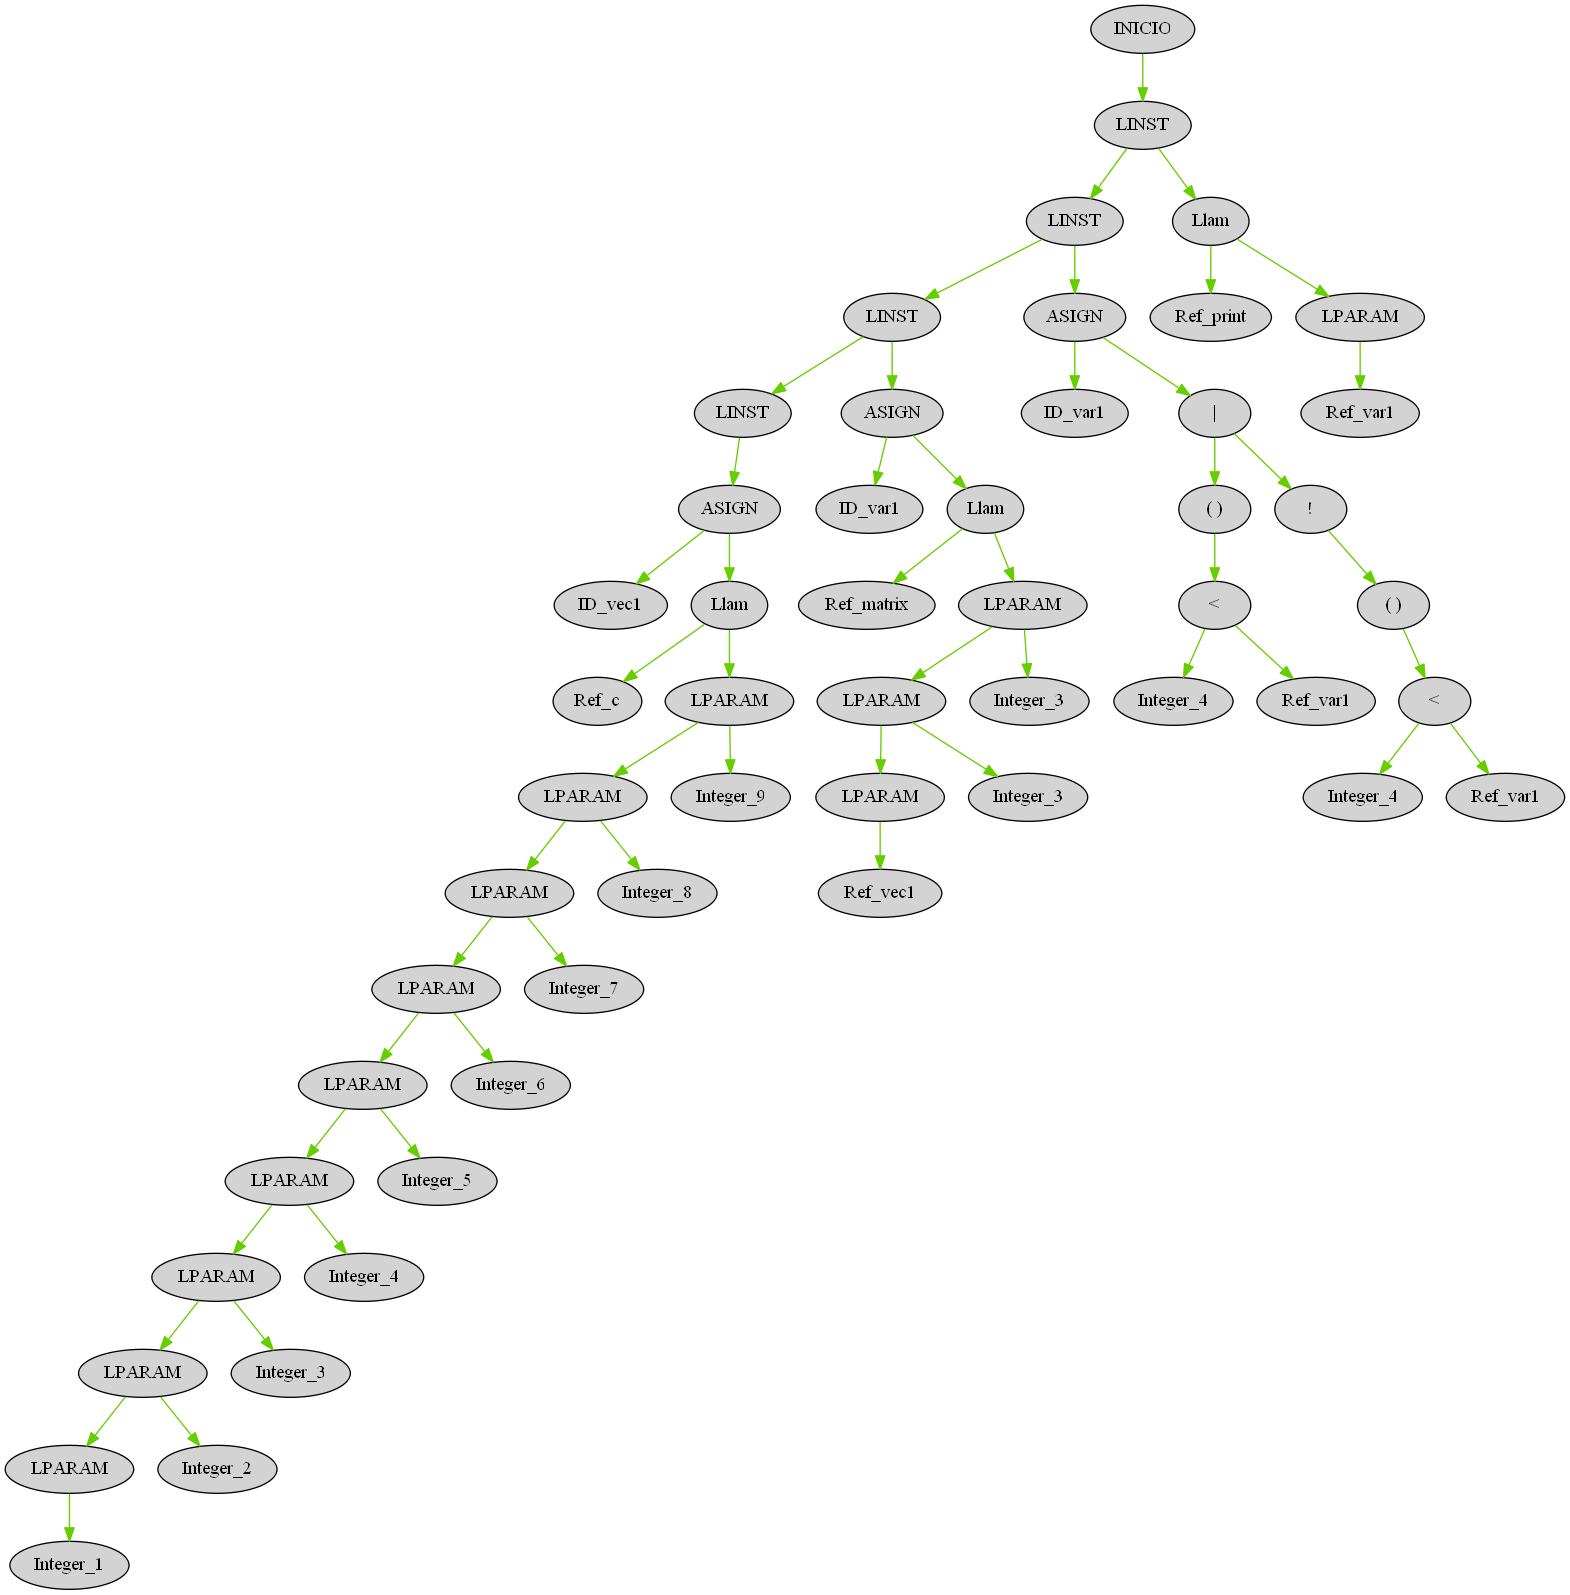 INICIO
LINST
LINST
Llam
LINST
ASIGN
Ref_print
LPARAM
LINST
ASIGN
ID_var1
|
Ref_var1
ASIGN
ID_var1
Llam
( )
!
ID_vec1
Llam
Ref_matrix
LPARAM
<
( )
Ref_c
LPARAM
LPARAM
Integer_3
Integer_4
Ref_var1
<
LPARAM
Integer_9
LPARAM
Integer_3
Integer_4
Ref_var1
LPARAM
Integer_8
Ref_vec1
LPARAM
Integer_7
LPARAM
Integer_6
LPARAM
Integer_5
LPARAM
Integer_4
LPARAM
Integer_3
LPARAM
Integer_2
Integer_1